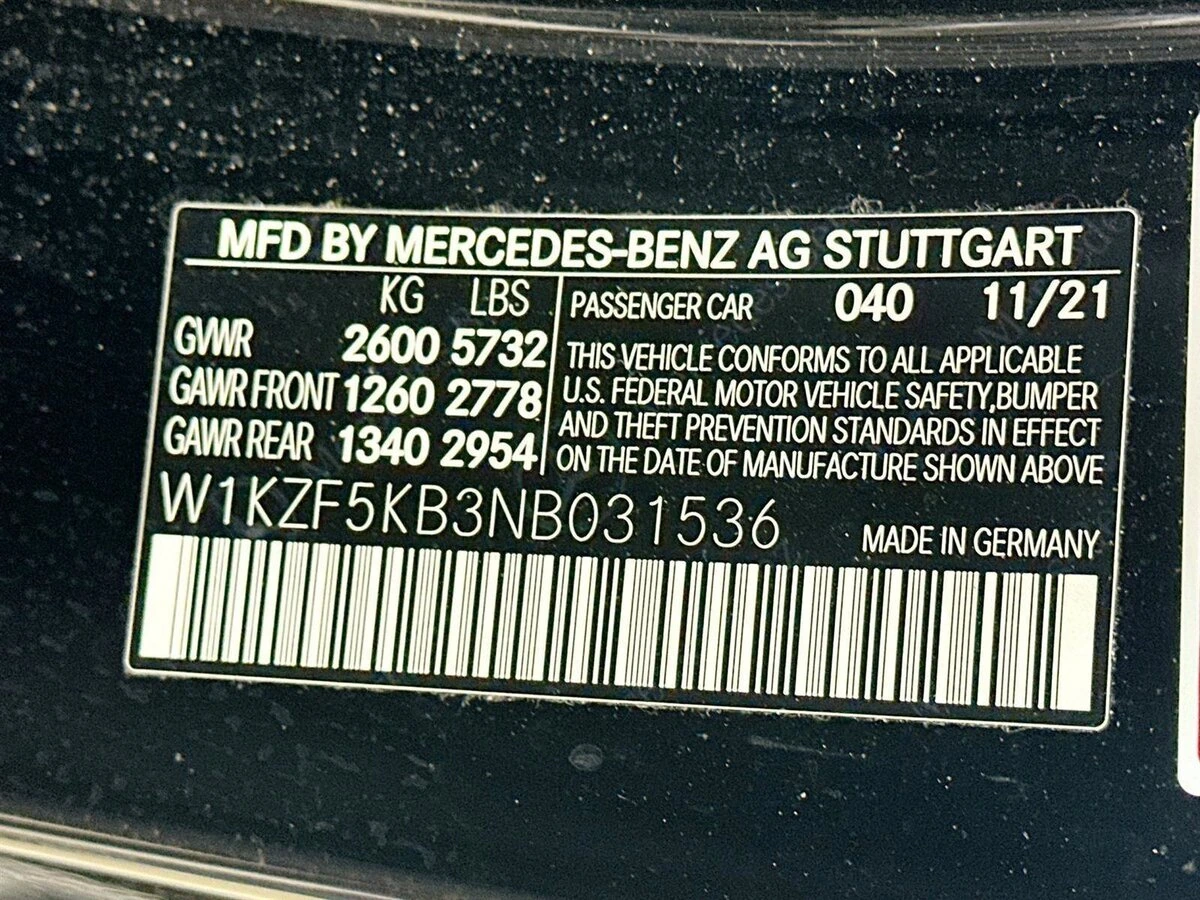 MFD BY MERCEDES-BENZ AG STUTTGART
KG LBS
GVWR 2600 5732
GAWR FRONT 1260 2778
GAWR REAR 1340 2954
PASSENGER CAR 040 11/21
THIS VEHICLE CONFORMS TO ALL APPLICABLE
U.S. FEDERAL MOTOR VEHICLE SAFETY,BUMPER
AND THEFT PREVENTION STANDARDS IN EFFECT
ON THE DATE OF MANUFACTURE SHOWN ABOVE
W1KZF5KB3NB031536
MADE IN GERMANY